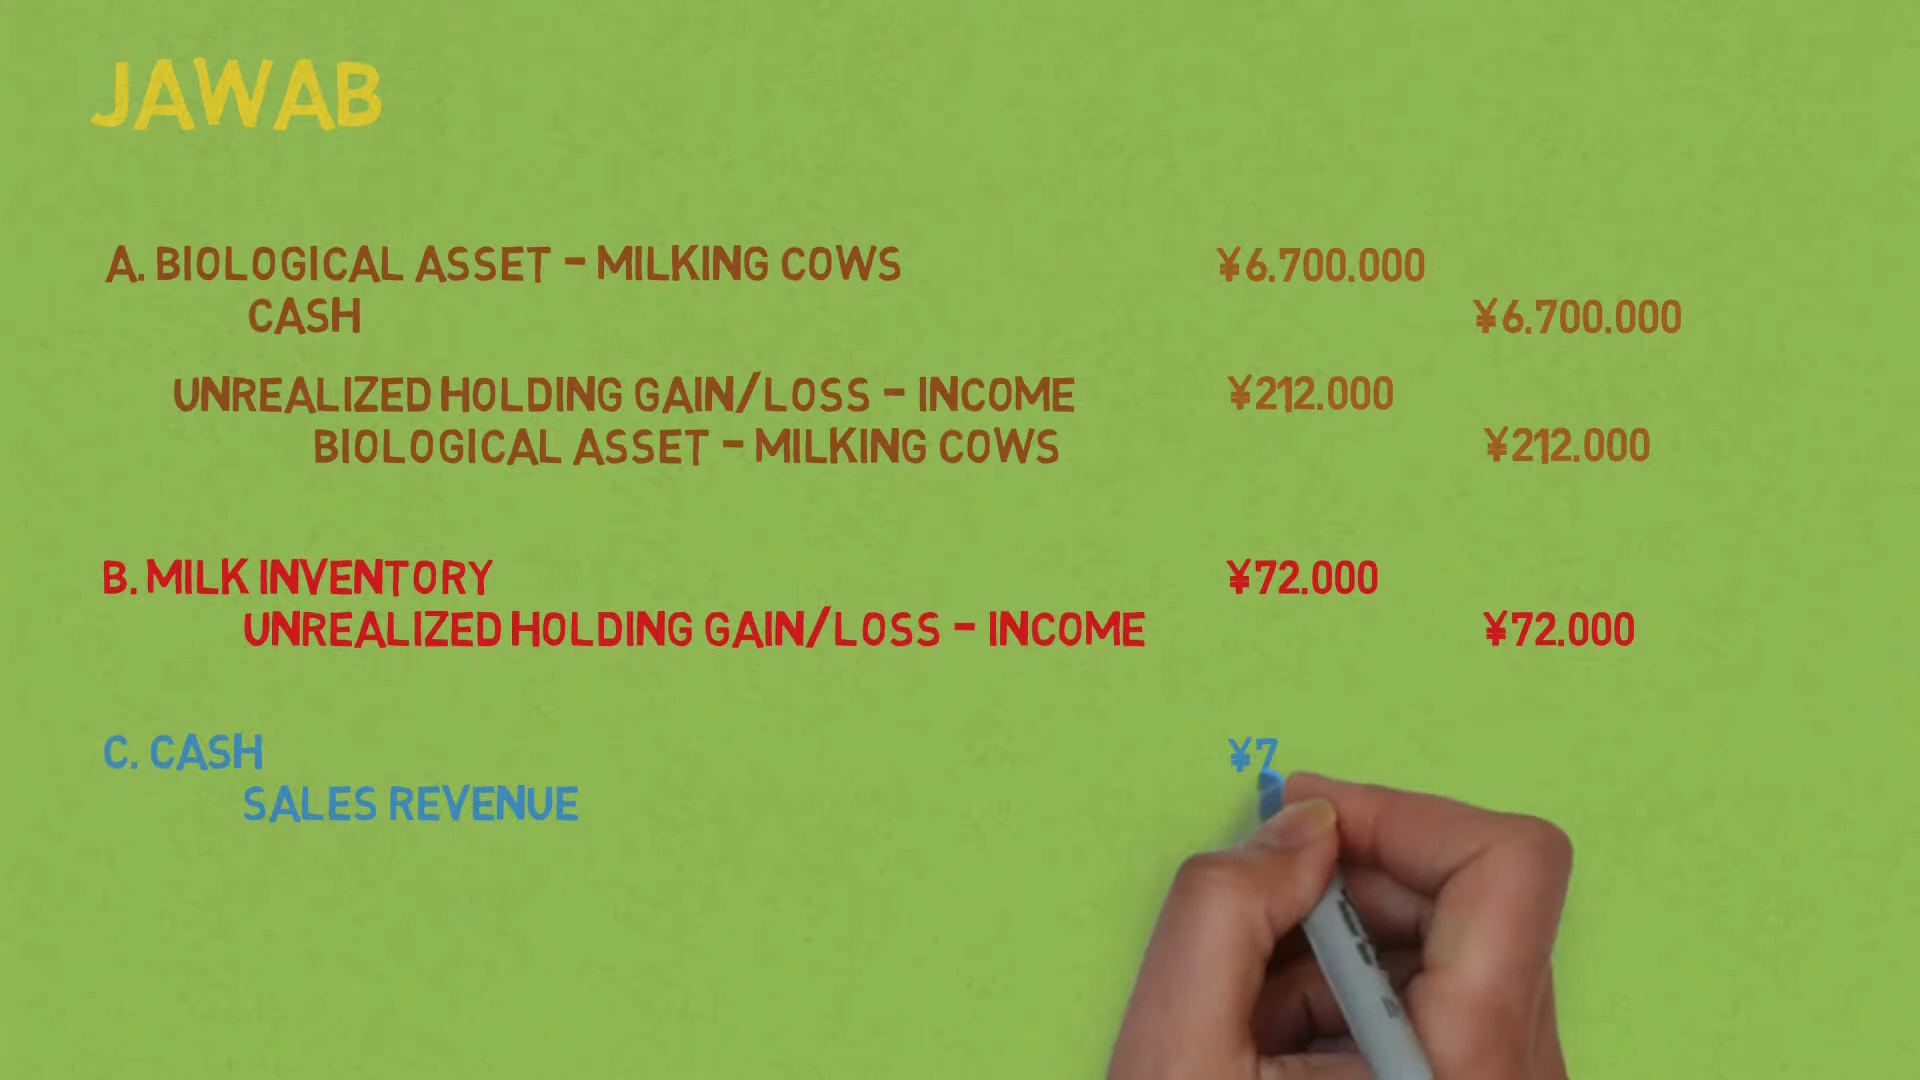 JAWAB
A. BIOLOGICAL ASSET - MILKING COWS ¥6.700.000
CASH ¥6.700.000
UNREALIZED HOLDING GAIN/LOSS - INCOME ¥212.000
BIOLOGICAL ASSET - MILKING COWS ¥212.000
B. MILK INVENTORY ¥72.000
UNREALIZED HOLDING GAIN/LOSS - INCOME ¥72.000
C. CASH ¥7
SALES REVENUE